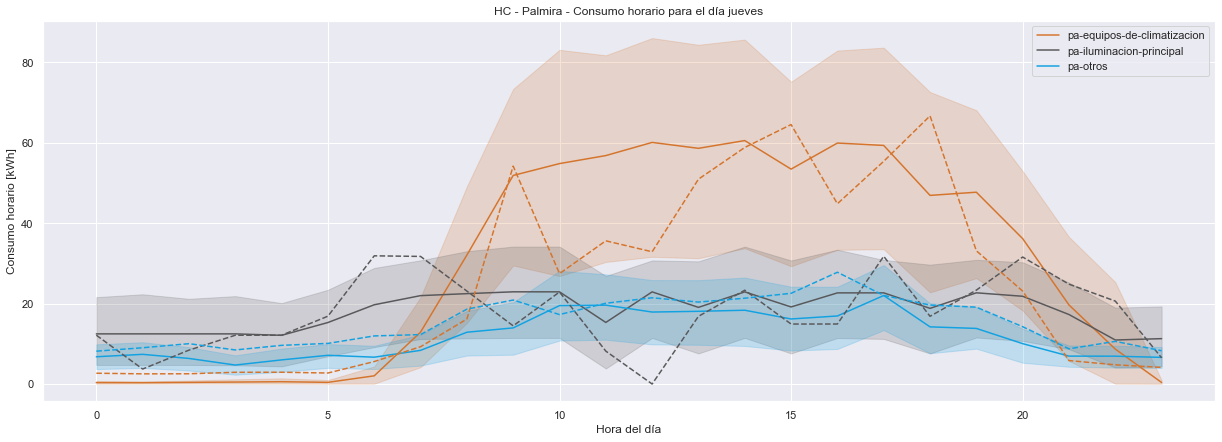 HC - Palmira - Consumo horario para el día jueves
pa-equipos-de-climatizacion
pa-iluminacion-principal
pa-otros
Consumo horario [kWh]
80
60
40
20
0
0 5 10 15 20
Hora del día